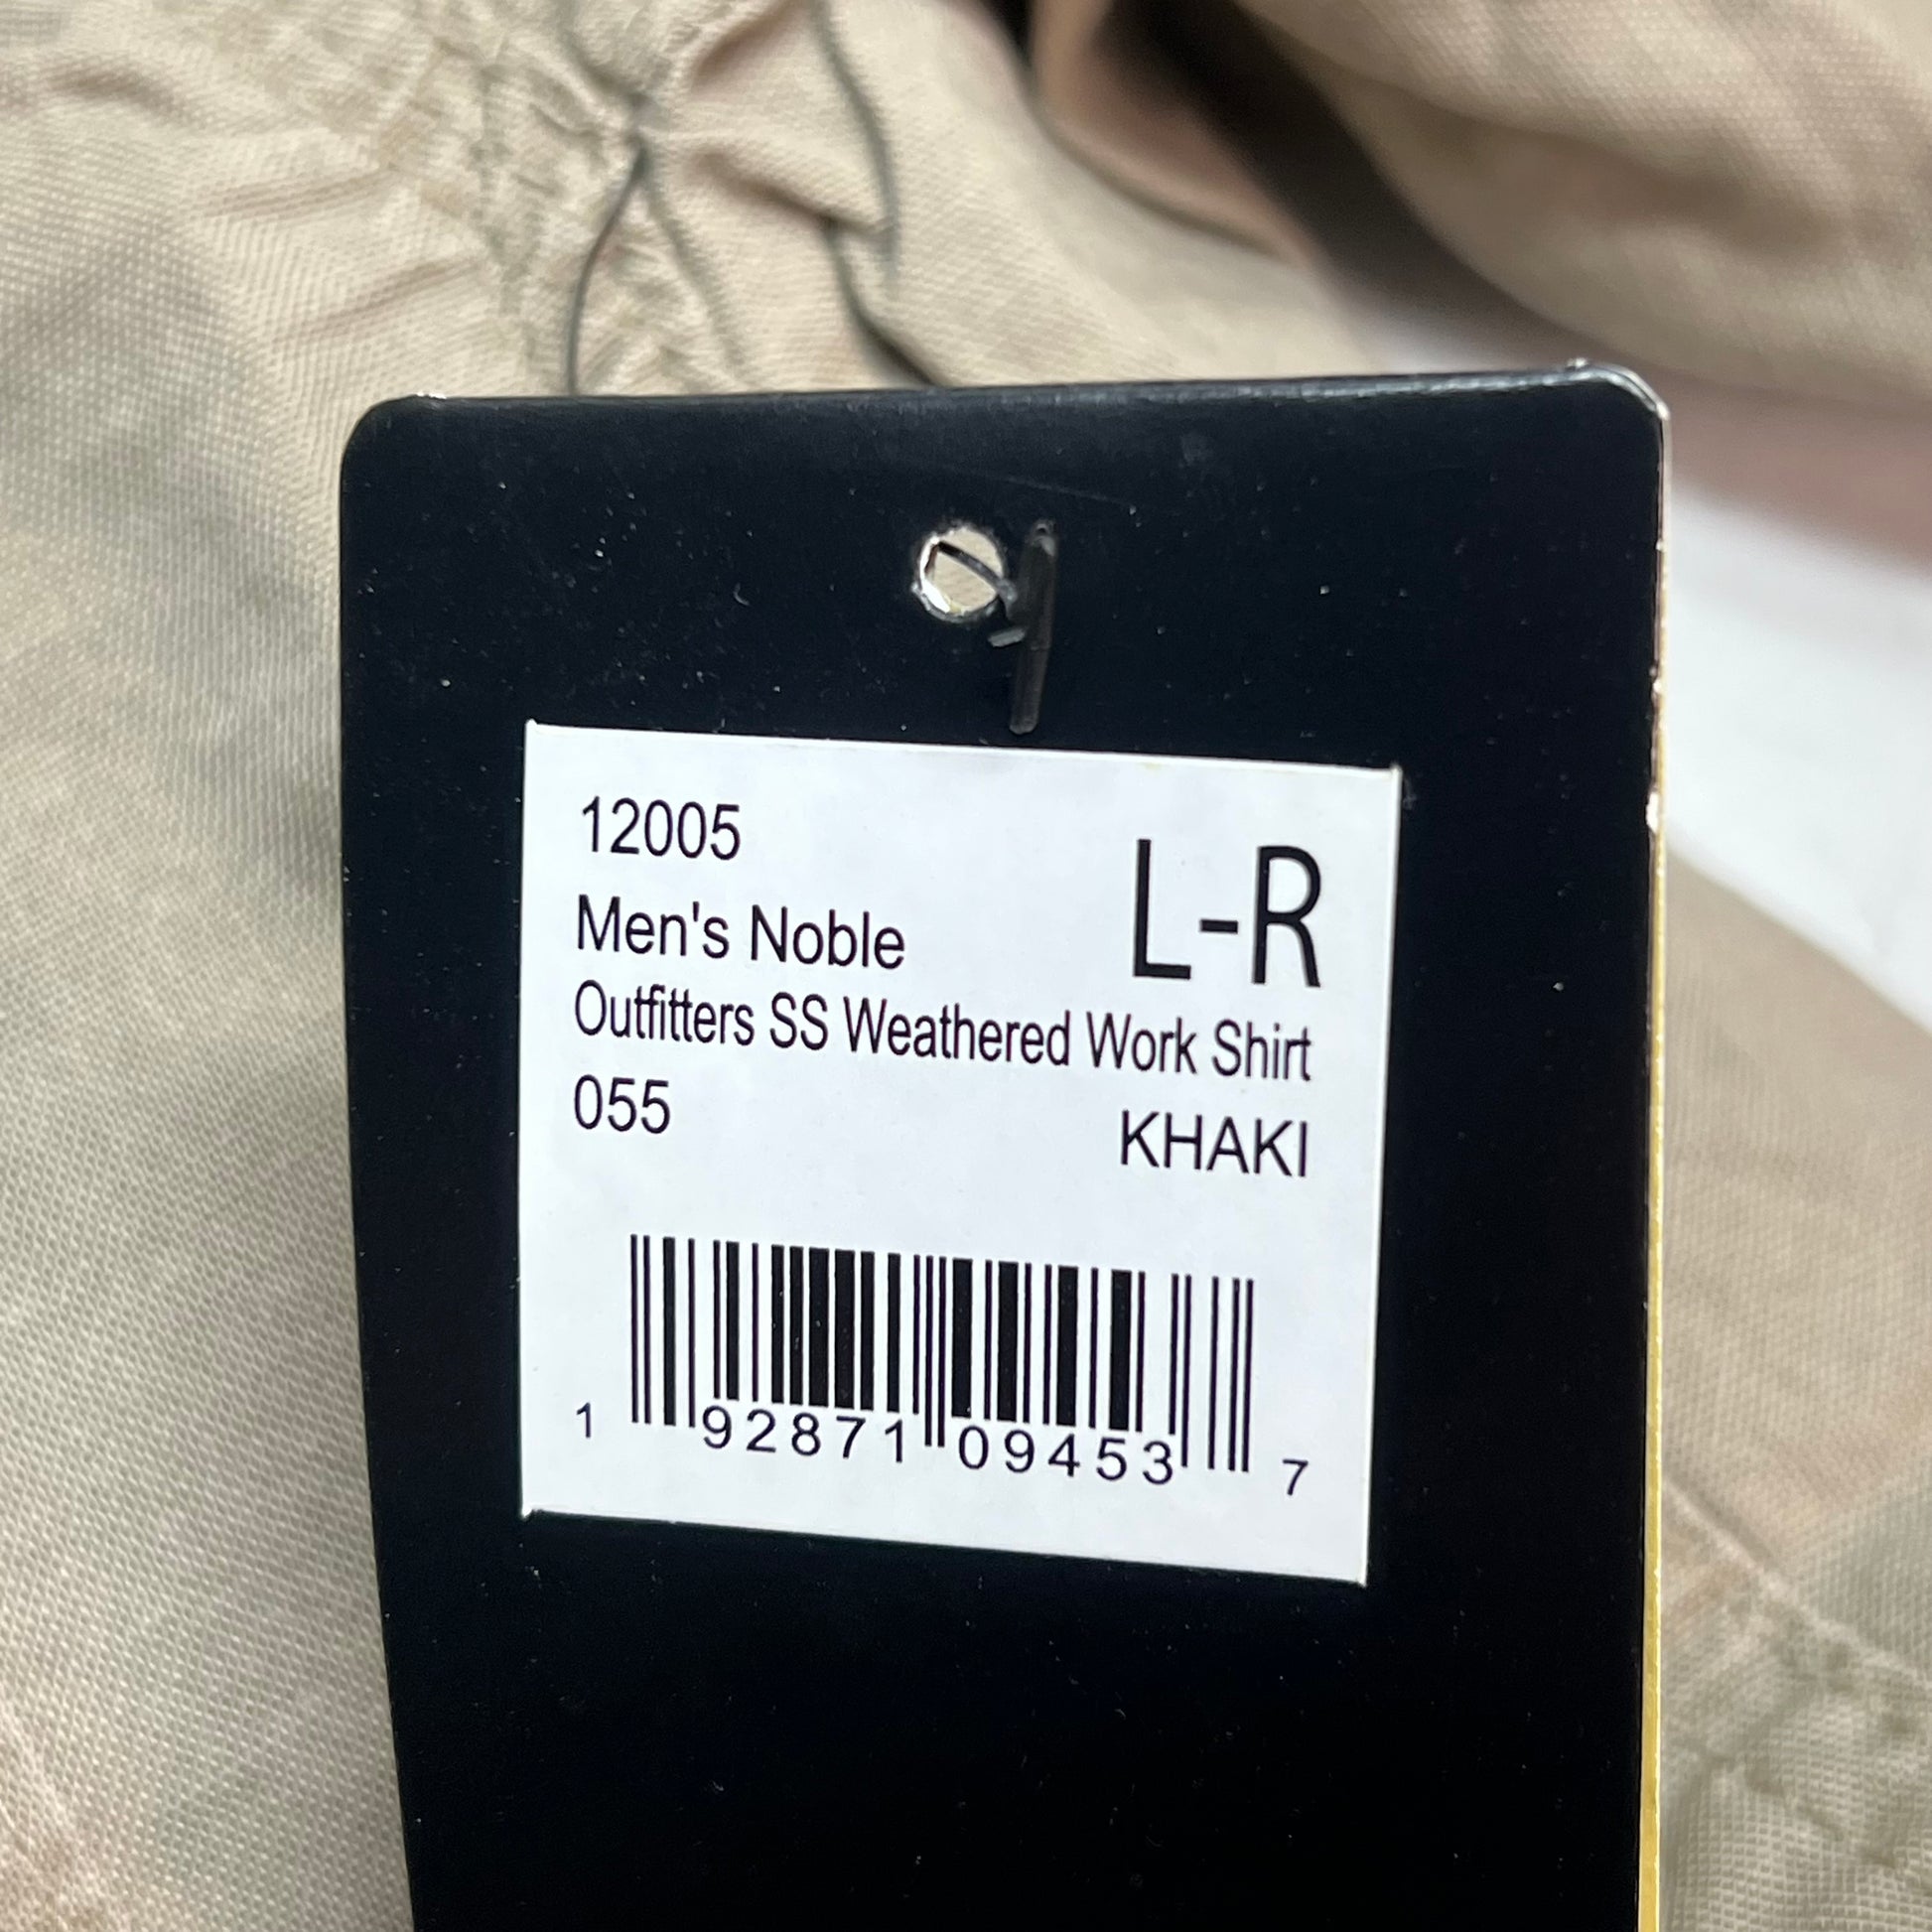 12005
L-R
Men's Noble
Outfitters SS Weathered Work Shirt
055 KHAKI
1 92871 09453 7